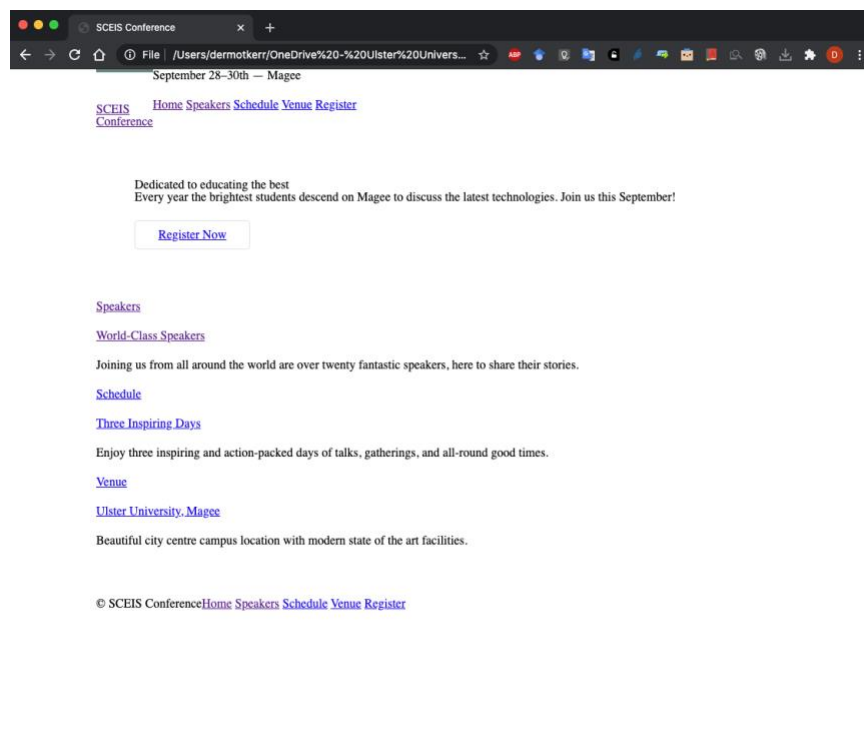 SCEIS Conference
File /Users/dermotkerr/OneDrive%20-%20Ulster%20Univers...
ABP
D
September 28–30th — Magee
SCEIS
Conference
Home Speakers Schedule Venue Register
Dedicated to educating the best
Every year the brightest students descend on Magee to discuss the latest technologies. Join us this September!
Register Now
Speakers
World-Class Speakers
Joining us from all around the world are over twenty fantastic speakers, here to share their stories.
Schedule
Three Inspiring Days
Enjoy three inspiring and action-packed days of talks, gatherings, and all-round good times.
Venue
Ulster University, Magee
Beautiful city centre campus location with modern state of the art facilities.
© SCEIS ConferenceHome Speakers Schedule Venue Register